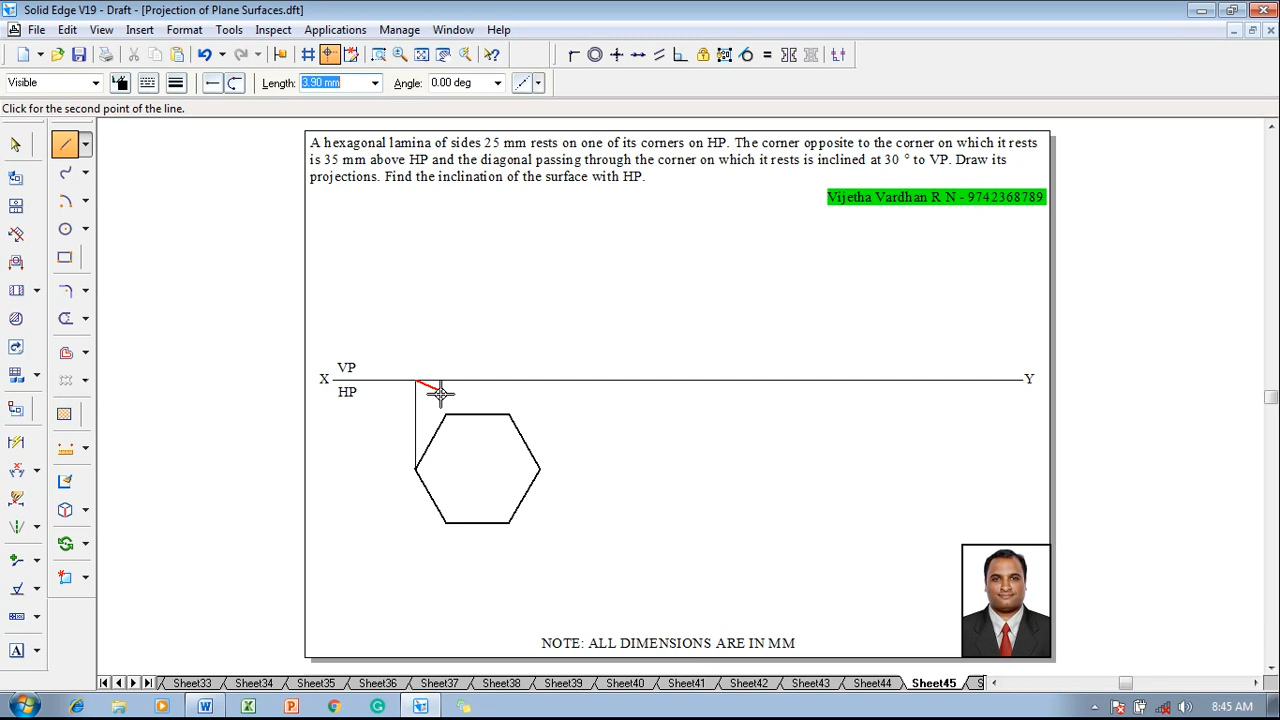 Solid Edge V19 - Draft - [Projection of Plane Surfaces.dft]
File Edit View Insert Format Tools Inspect Applications Manage Window Help
Visible Length: 3.90 mm Angle: 0.00 deg
Click for the second point of the line.
A hexagonal lamina of sides 25 mm rests on one of its corners on HP. The corner opposite to the corner on which it rests
is 35 mm above HP and the diagonal passing through the corner on which it rests is inclined at 30 ° to VP. Draw its
projections. Find the inclination of the surface with HP.
Vijetha Vardhan R N - 9742368789
VP
X Y
HP
NOTE: ALL DIMENSIONS ARE IN MM
Sheet33 Sheet34 Sheet35 Sheet36 Sheet37 Sheet38 Sheet39 Sheet40 Sheet41 Sheet42 Sheet43 Sheet44 Sheet45 S
8:45 AM